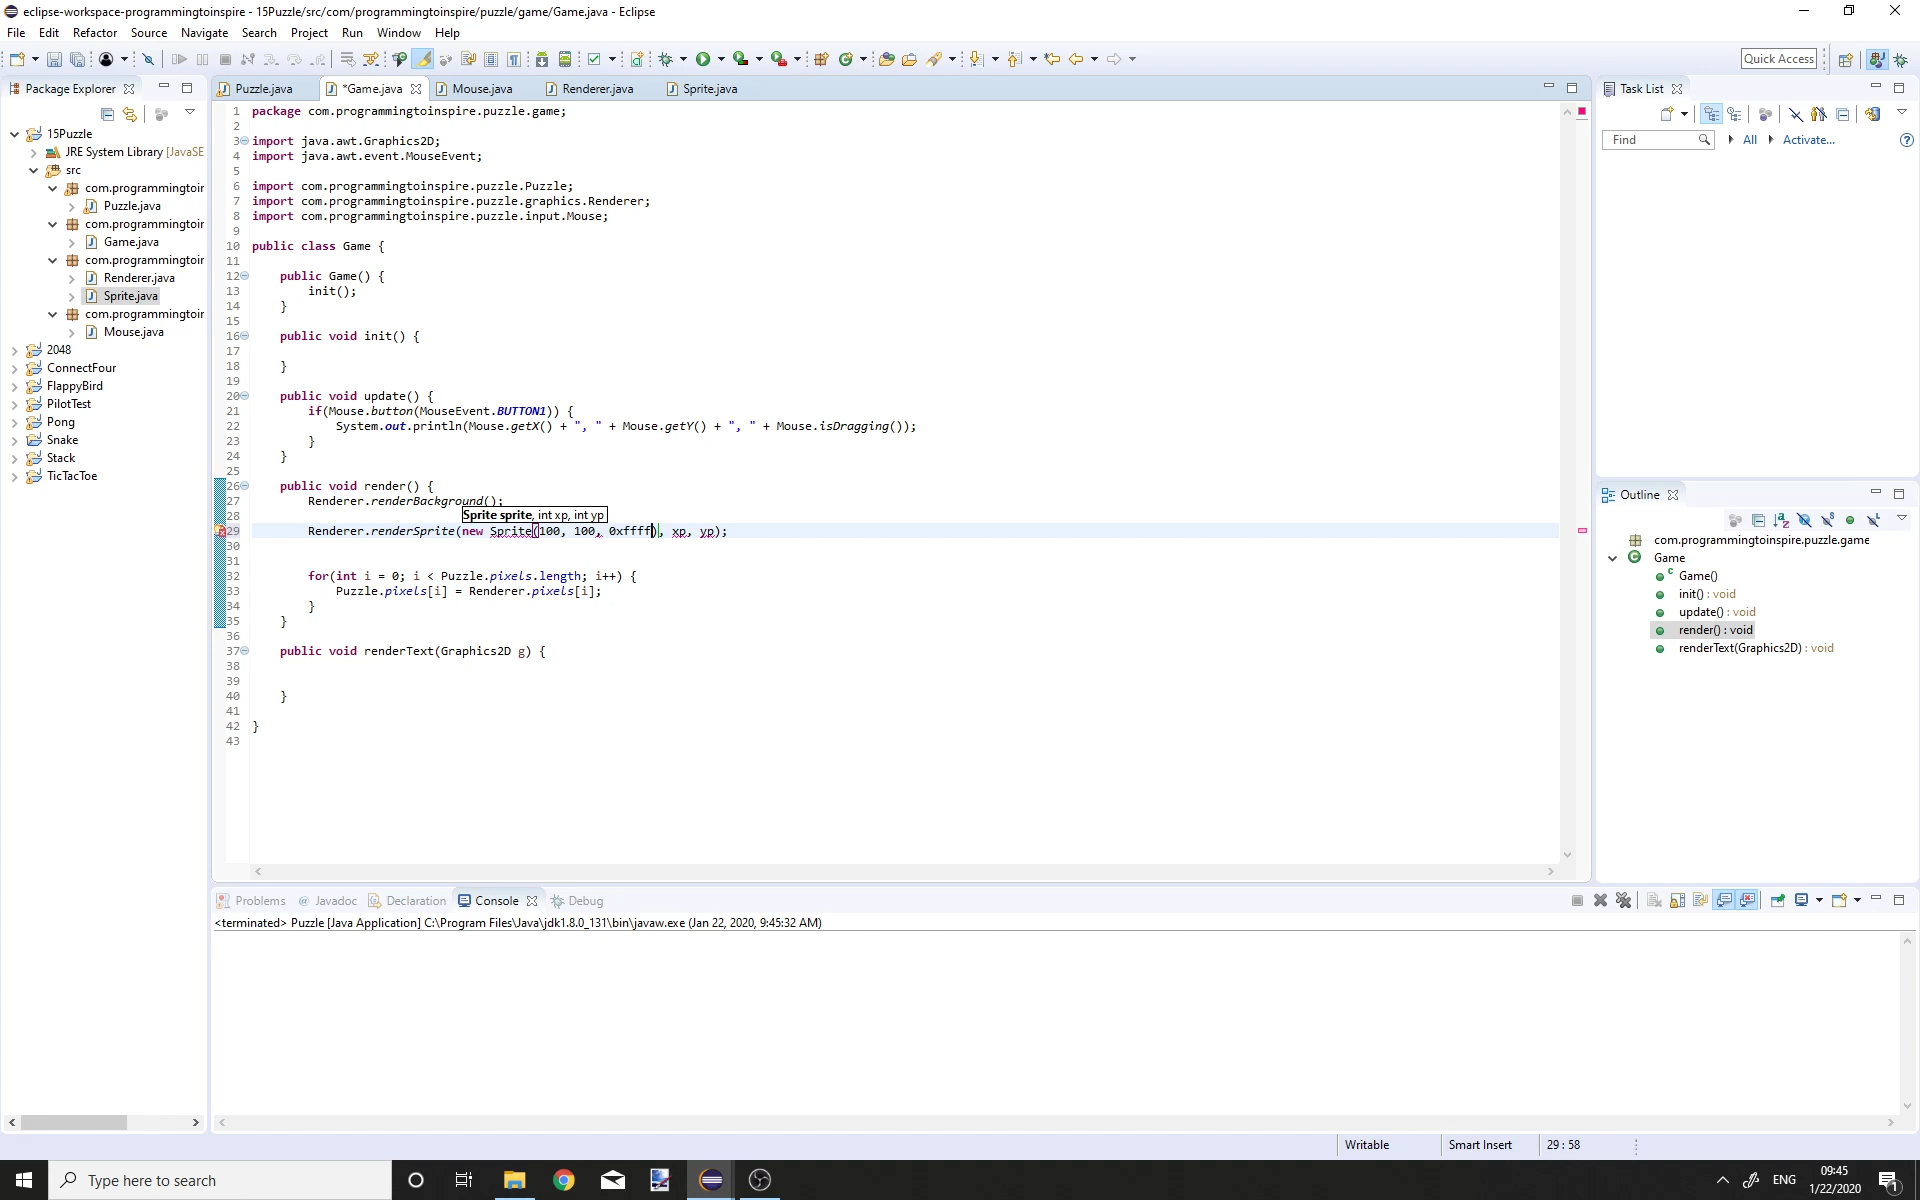 eclipse-workspace-programmingtoinspire - 15Puzzle/src/com/programmingtoinspire/puzzle/game/Game.java - Eclipse
File Edit Refactor Source Navigate Search Project Run Window Help
Quick Access
Package Explorer
Puzzle.java *Game.java Mouse.java Renderer.java Sprite.java
15Puzzle
JRE System Library [JavaSE
src
com.programmingtoir
Puzzle.java
com.programmingtoir
Game.java
com.programmingtoir
Renderer.java
Sprite.java
com.programmingtoir
Mouse.java
2048
ConnectFour
FlappyBird
PilotTest
Pong
Snake
Stack
TicTacToe
1 package com.programmingtoinspire.puzzle.game;
2
3 import java.awt.Graphics2D;
4 import java.awt.event.MouseEvent;
5
6 import com.programmingtoinspire.puzzle.Puzzle;
7 import com.programmingtoinspire.puzzle.graphics.Renderer;
8 import com.programmingtoinspire.puzzle.input.Mouse;
9
10 public class Game {
11
12 public Game() {
13 init();
14 }
15
16 public void init() {
17
18 }
19
20 public void update() {
21 if(Mouse.button(MouseEvent.BUTTON1)) {
22 System.out.println(Mouse.getX() + ", " + Mouse.getY() + ", " + Mouse.isDragging());
23 }
24 }
25
26 public void render() {
27 Renderer.renderBackground();
28 Sprite sprite, int xp, int yp
29 Renderer.renderSprite(new Sprite(100, 100, 0xffff), xp, yp);
30
31
32 for(int i = 0; i < Puzzle.pixels.length; i++) {
33 Puzzle.pixels[i] = Renderer.pixels[i];
34 }
35 }
36
37 public void renderText(Graphics2D g) {
38
39
40 }
41
42 }
43
Task List
Find All Activate...
Outline
com.programmingtoinspire.puzzle.game
Game
Game()
init() : void
update() : void
render() : void
renderText(Graphics2D) : void
Problems Javadoc Declaration Console Debug
<terminated> Puzzle [Java Application] C:\Program Files\Java\jdk1.8.0_131\bin\javaw.exe (Jan 22, 2020, 9:45:32 AM)
Writable Smart Insert 29 : 58
Type here to search
ENG
09:45
1/22/2020
1